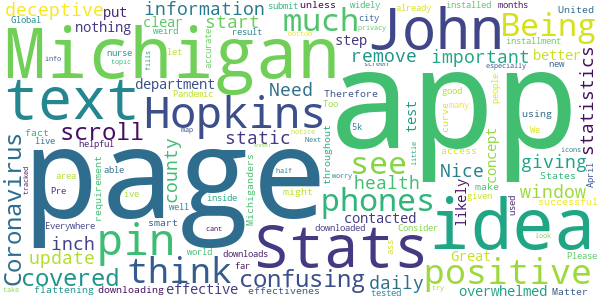 deceptive
put
information
clear
start
much
John
Being
submit
unless
widely
already
city
months
installed
United
Global
nothing
nurse
weird
let
step
remove
important
better
installment
info
Michigan
app
text
Hopkins
department
Pandemic
accurate
result
topic
fills
Therefore
new
Need
Too
5k
many
curve
good
people
privacy
statistics
scroll
static
test
using
We
access
fact
live
helpful
Map
see
giving
concept
icons
Coronavirus
page
idea
county
phones
health
Nice
window
States
April
Michiganders
requirement
throughout
likely
make
given
successful
tracked
area
Pre
able
ive
well
Everywhere
inside
might
contacted
used
Please
inch
pin
Stats
positive
smart
world
cant
Next
half
notice
worry
little
downloaded
Consider
Great
especially
update
downloads
far
screen
covered
think
confusing
daily
overwhelmed
take
flattening
downloading
effective
effectivenes
tested
ass
try
look
Matter